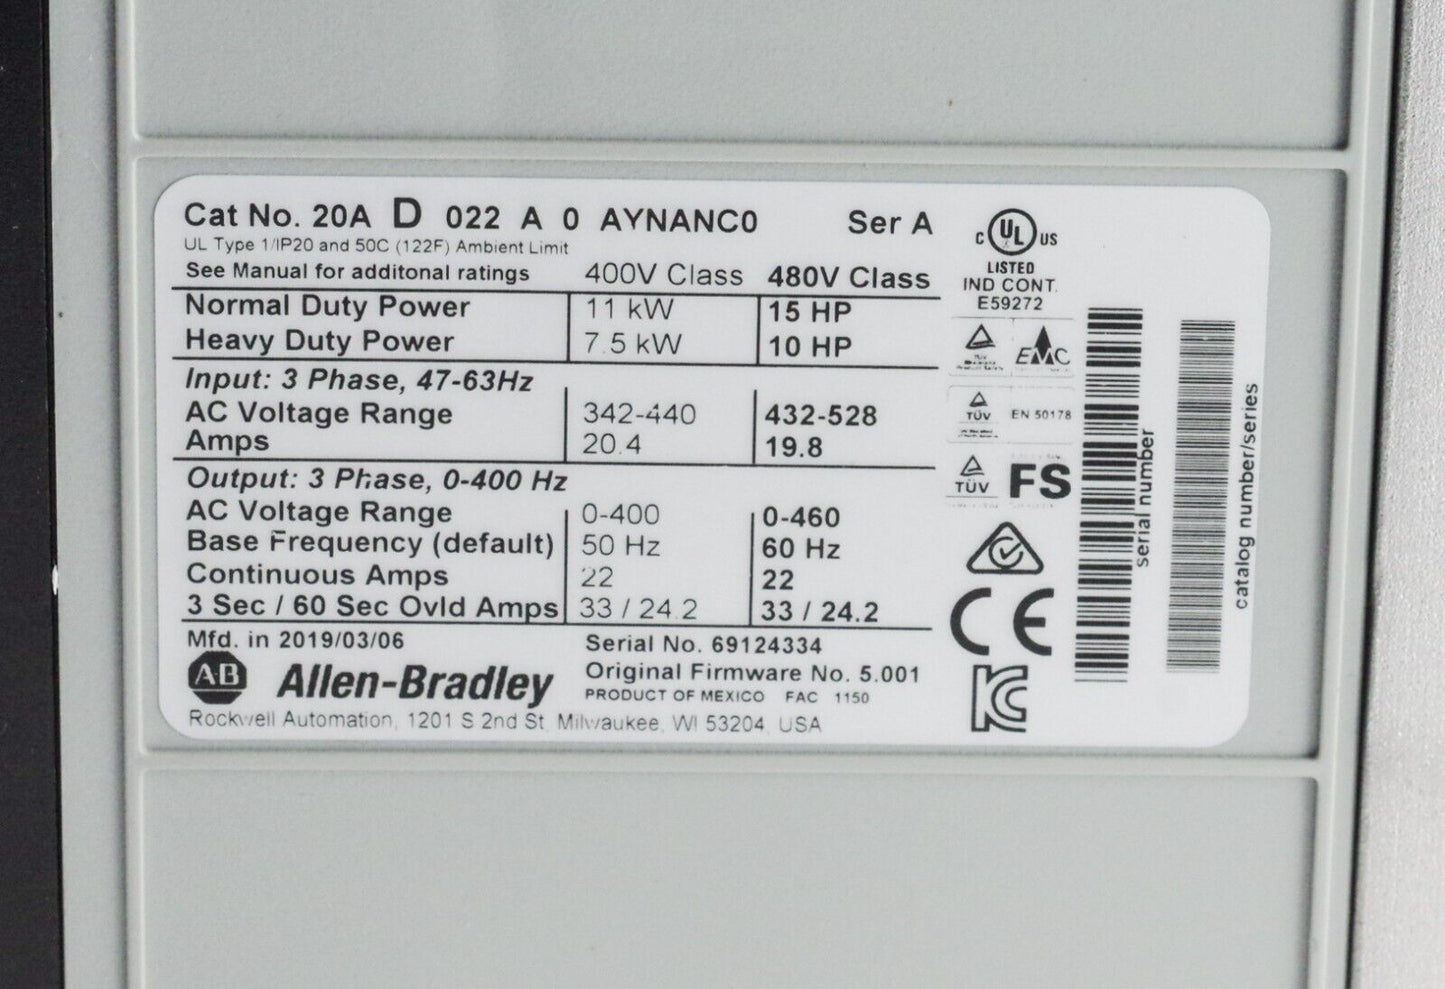 Cat No. 20A D 022 A 0 AYNANC0 Ser A
UL Type 1/IP20 and 50C (122F) Ambient Limit
See Manual for additonal ratings 400V Class 480V Class
Normal Duty Power 11 kW 15 HP
Heavy Duty Power 7.5 kW 10 HP
Input: 3 Phase, 47-63Hz
AC Voltage Range 342-440 432-528
Amps 20.4 19.8
Output: 3 Phase, 0-400 Hz
AC Voltage Range 0-400 0-460
Base Frequency (default) 50 Hz 60 Hz
Continuous Amps 22 22
3 Sec / 60 Sec Ovld Amps 33 / 24.2 33 / 24.2
Mfd. in 2019/03/06 Serial No. 69124334
A-B Allen-Bradley Original Firmware No. 5.001
PRODUCT OF MEXICO FAC 1150
Rockwell Automation, 1201 S 2nd St, Milwaukee, WI 53204, USA
C UL US
LISTED
IND CONT.
E59272
EMC
TÜV EN 50178
TÜV FS
CE
KC
serial number
catalog number/series